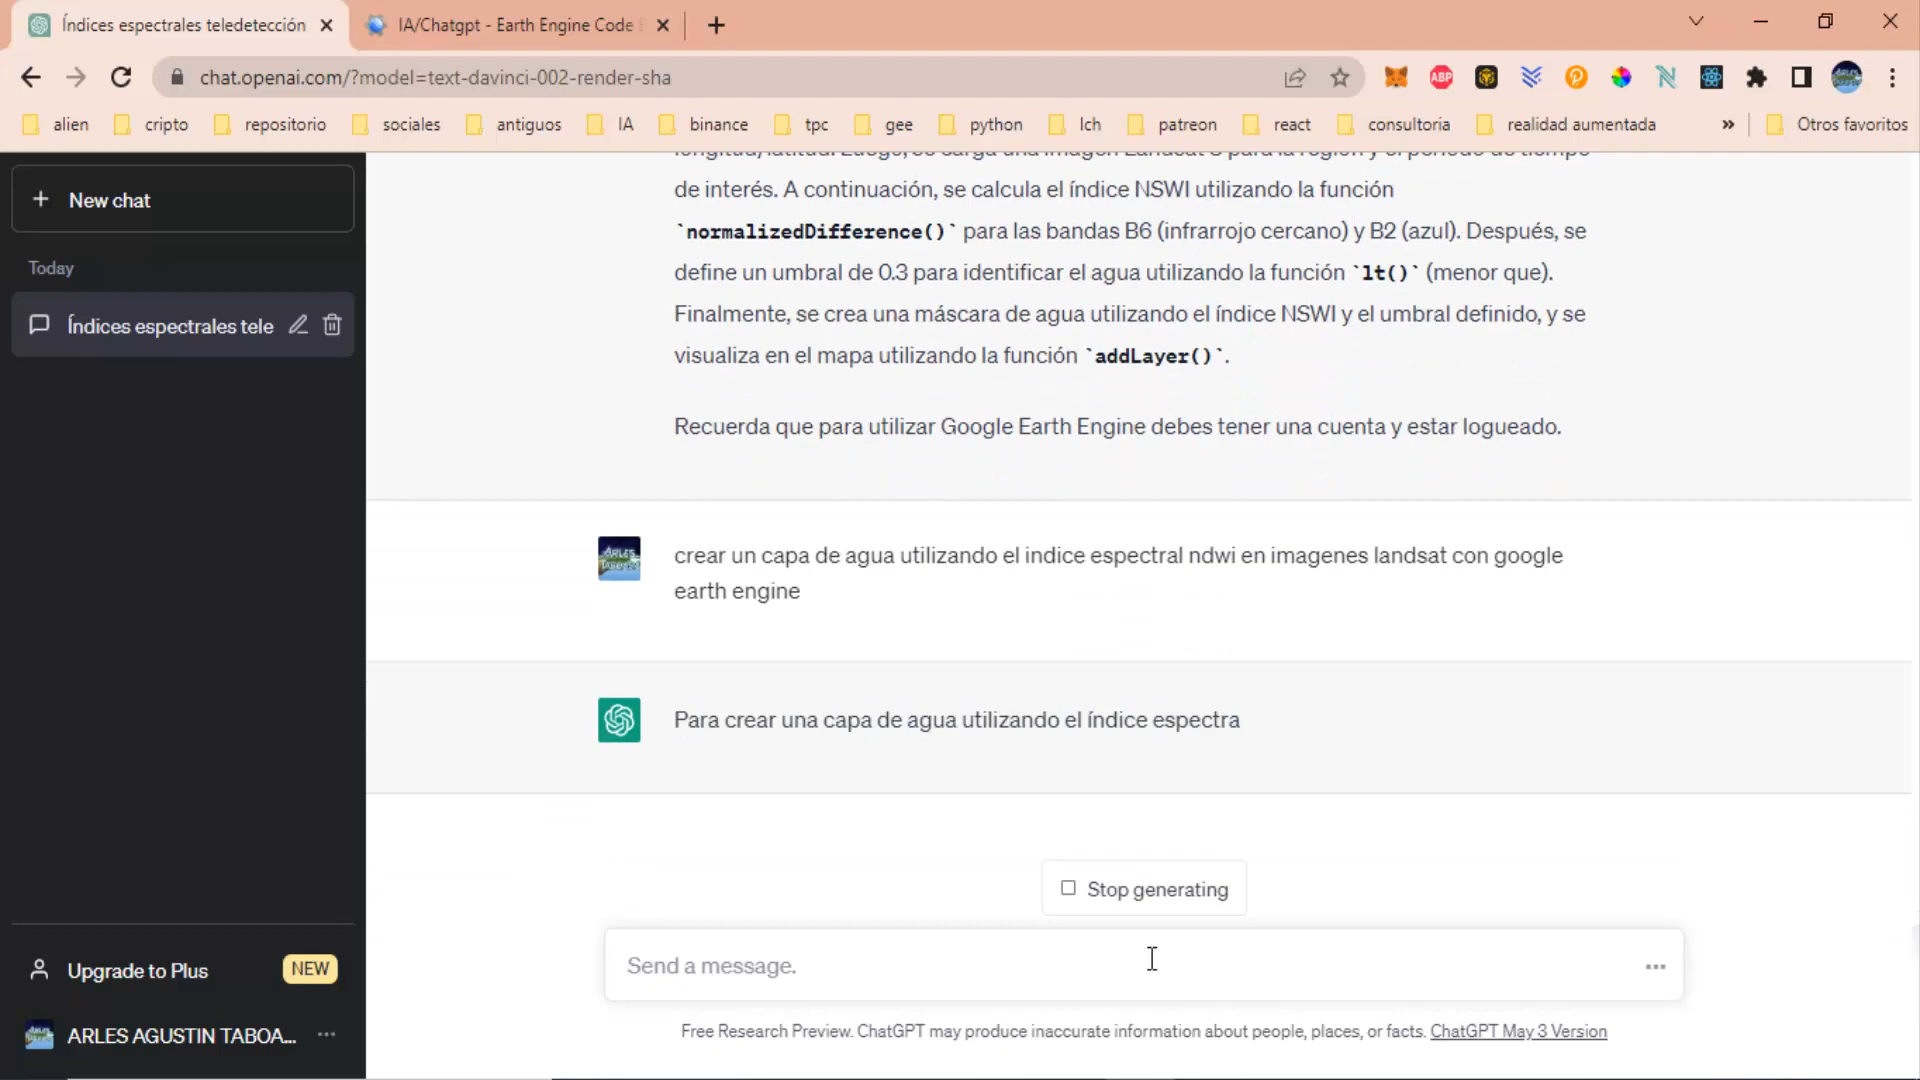 Índices espectrales teledetección
IA/Chatgpt - Earth Engine Code
chat.openai.com/?model=text-davinci-002-render-sha
ABP
alien cripto repositorio sociales antiguos IA binance tpc gee python lch patreon react consultoria realidad aumentada » Otros favoritos
+ New chat
Today
Índices espectrales tele
de interés. A continuación, se calcula el índice NSWI utilizando la función
`normalizedDifference()` para las bandas B6 (infrarrojo cercano) y B2 (azul). Después, se
define un umbral de 0.3 para identificar el agua utilizando la función `lt()` (menor que).
Finalmente, se crea una máscara de agua utilizando el índice NSWI y el umbral definido, y se
visualiza en el mapa utilizando la función `addLayer()`.
Recuerda que para utilizar Google Earth Engine debes tener una cuenta y estar logueado.
crear un capa de agua utilizando el indice espectral ndwi en imagenes landsat con google
earth engine
Para crear una capa de agua utilizando el índice espectra
Stop generating
Send a message.
Free Research Preview. ChatGPT may produce inaccurate information about people, places, or facts. ChatGPT May 3 Version
Upgrade to Plus NEW
ARLES AGUSTIN TABOA...